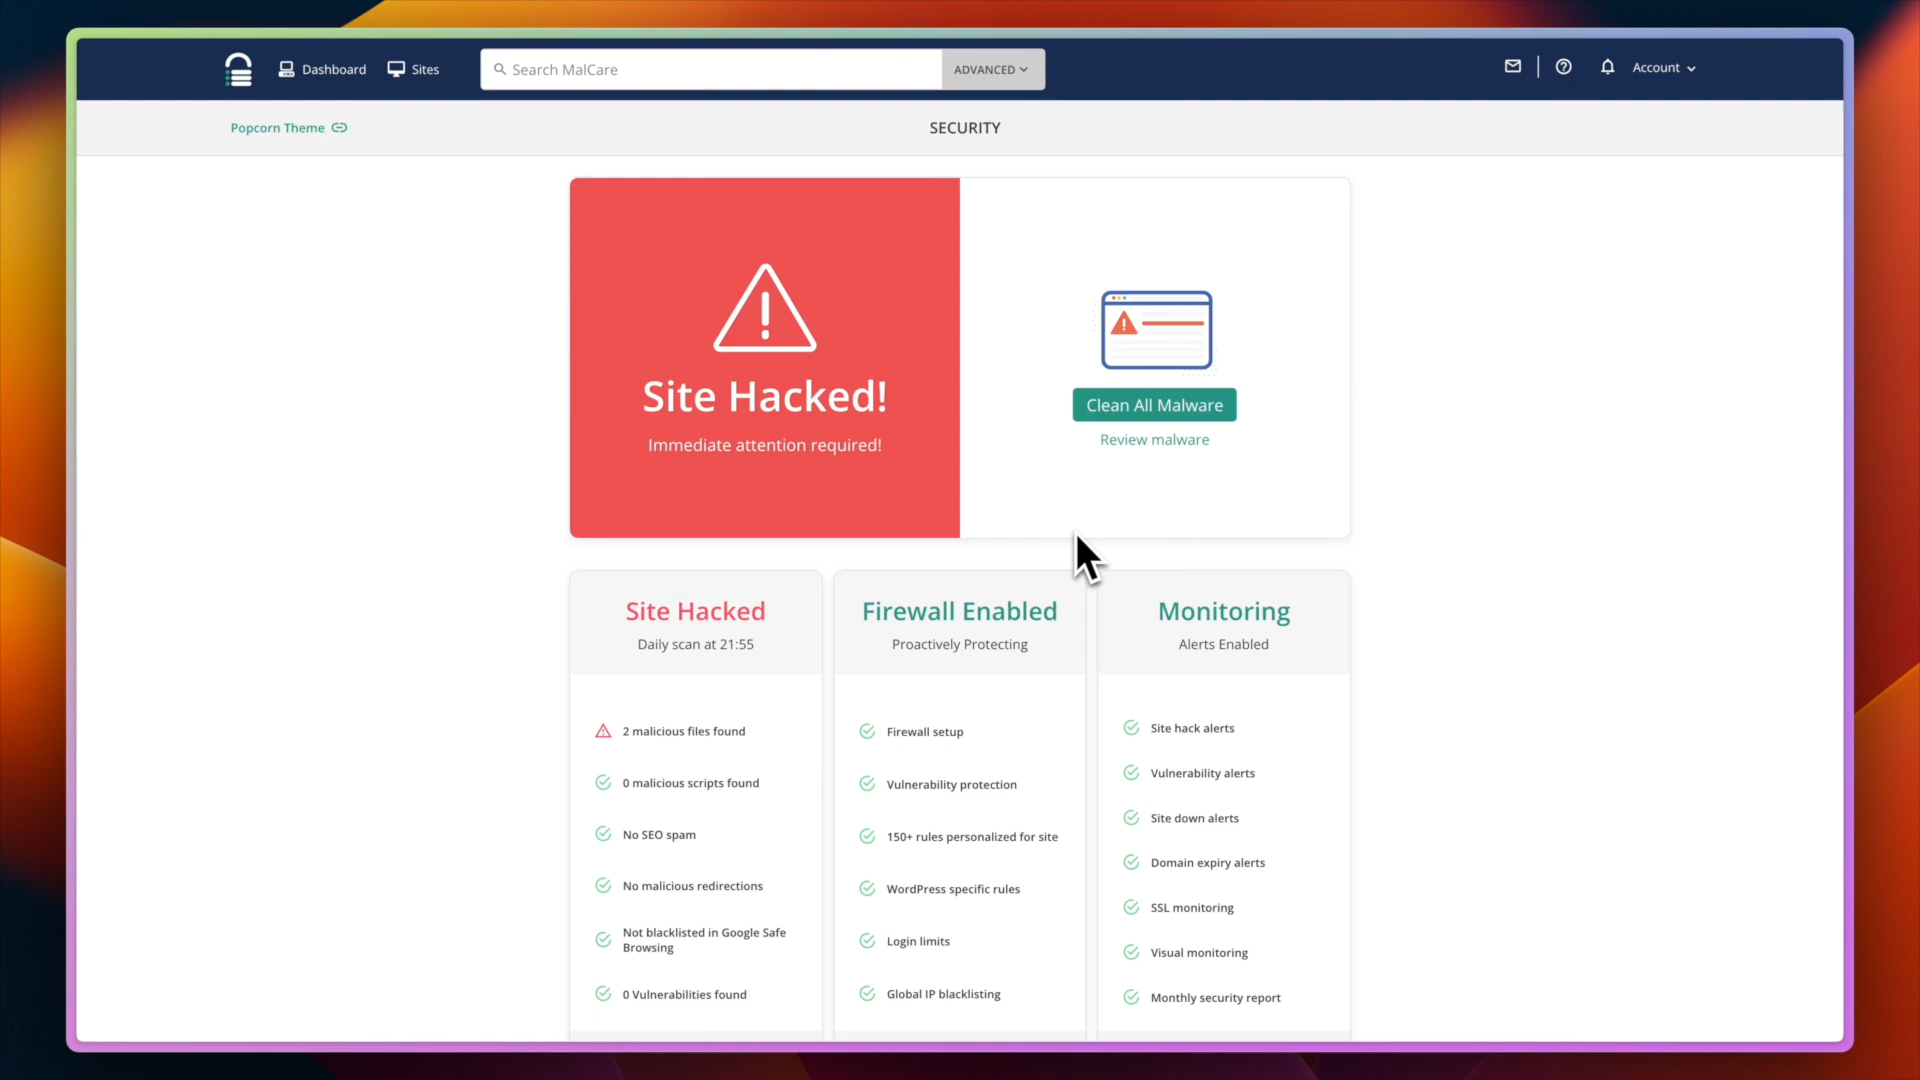 Dashboard
Sites
Search MalCare
ADVANCED
Account
Popcorn Theme
SECURITY
Site Hacked!
Immediate attention required!
Clean All Malware
Review malware
Site Hacked
Daily scan at 21:55
2 malicious files found
0 malicious scripts found
No SEO spam
No malicious redirections
Not blacklisted in Google Safe
Browsing
0 Vulnerabilities found
Firewall Enabled
Proactively Protecting
Firewall setup
Vulnerability protection
150+ rules personalized for site
WordPress specific rules
Login limits
Global IP blacklisting
Monitoring
Alerts Enabled
Site hack alerts
Vulnerability alerts
Site down alerts
Domain expiry alerts
SSL monitoring
Visual monitoring
Monthly security report